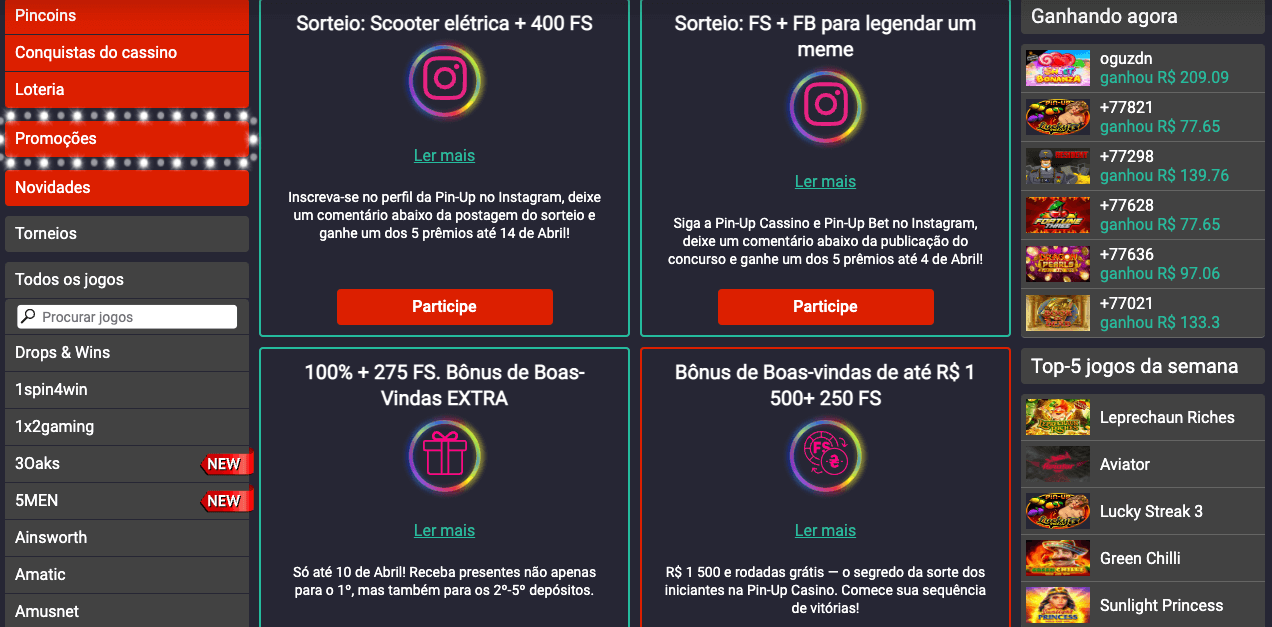 Pincoins
Conquistas do cassino
Loteria
Promoções
Novidades
Torneios
Todos os jogos
Procurar jogos
Drops & Wins
1spin4win
1x2gaming
3Oaks
NEW
5MEN
NEW
Ainsworth
Amatic
Amusnet
Sorteio: Scooter elétrica + 400 FS
Ler mais
Inscreva-se no perfil da Pin-Up no Instagram, deixe
um comentário abaixo da postagem do sorteio e
ganhe um dos 5 prêmios até 14 de Abril!
Participe
Sorteio: FS + FB para legendar um
meme
Ler mais
Siga a Pin-Up Cassino e Pin-Up Bet no Instagram,
deixe um comentário abaixo da publicação do
concurso e ganhe um dos 5 prêmios até 4 de Abril!
Participe
100% + 275 FS. Bônus de Boas-
Vindas EXTRA
Ler mais
Só até 10 de Abril! Receba presentes não apenas
para o 1º, mas também para os 2º-5º depósitos.
Bônus de Boas-vindas de até R$ 1
500+ 250 FS
FS
Ler mais
R$ 1 500 e rodadas grátis — o segredo da sorte dos
iniciantes na Pin-Up Casino. Comece sua sequência
de vitórias!
Ganhando agora
oguzdn
ganhou R$ 209.09
+77821
ganhou R$ 77.65
+77298
ganhou R$ 139.76
+77628
ganhou R$ 77.65
+77636
ganhou R$ 97.06
+77021
ganhou R$ 133.3
Top-5 jogos da semana
Leprechaun Riches
Aviator
Lucky Streak 3
Green Chilli
Sunlight Princess